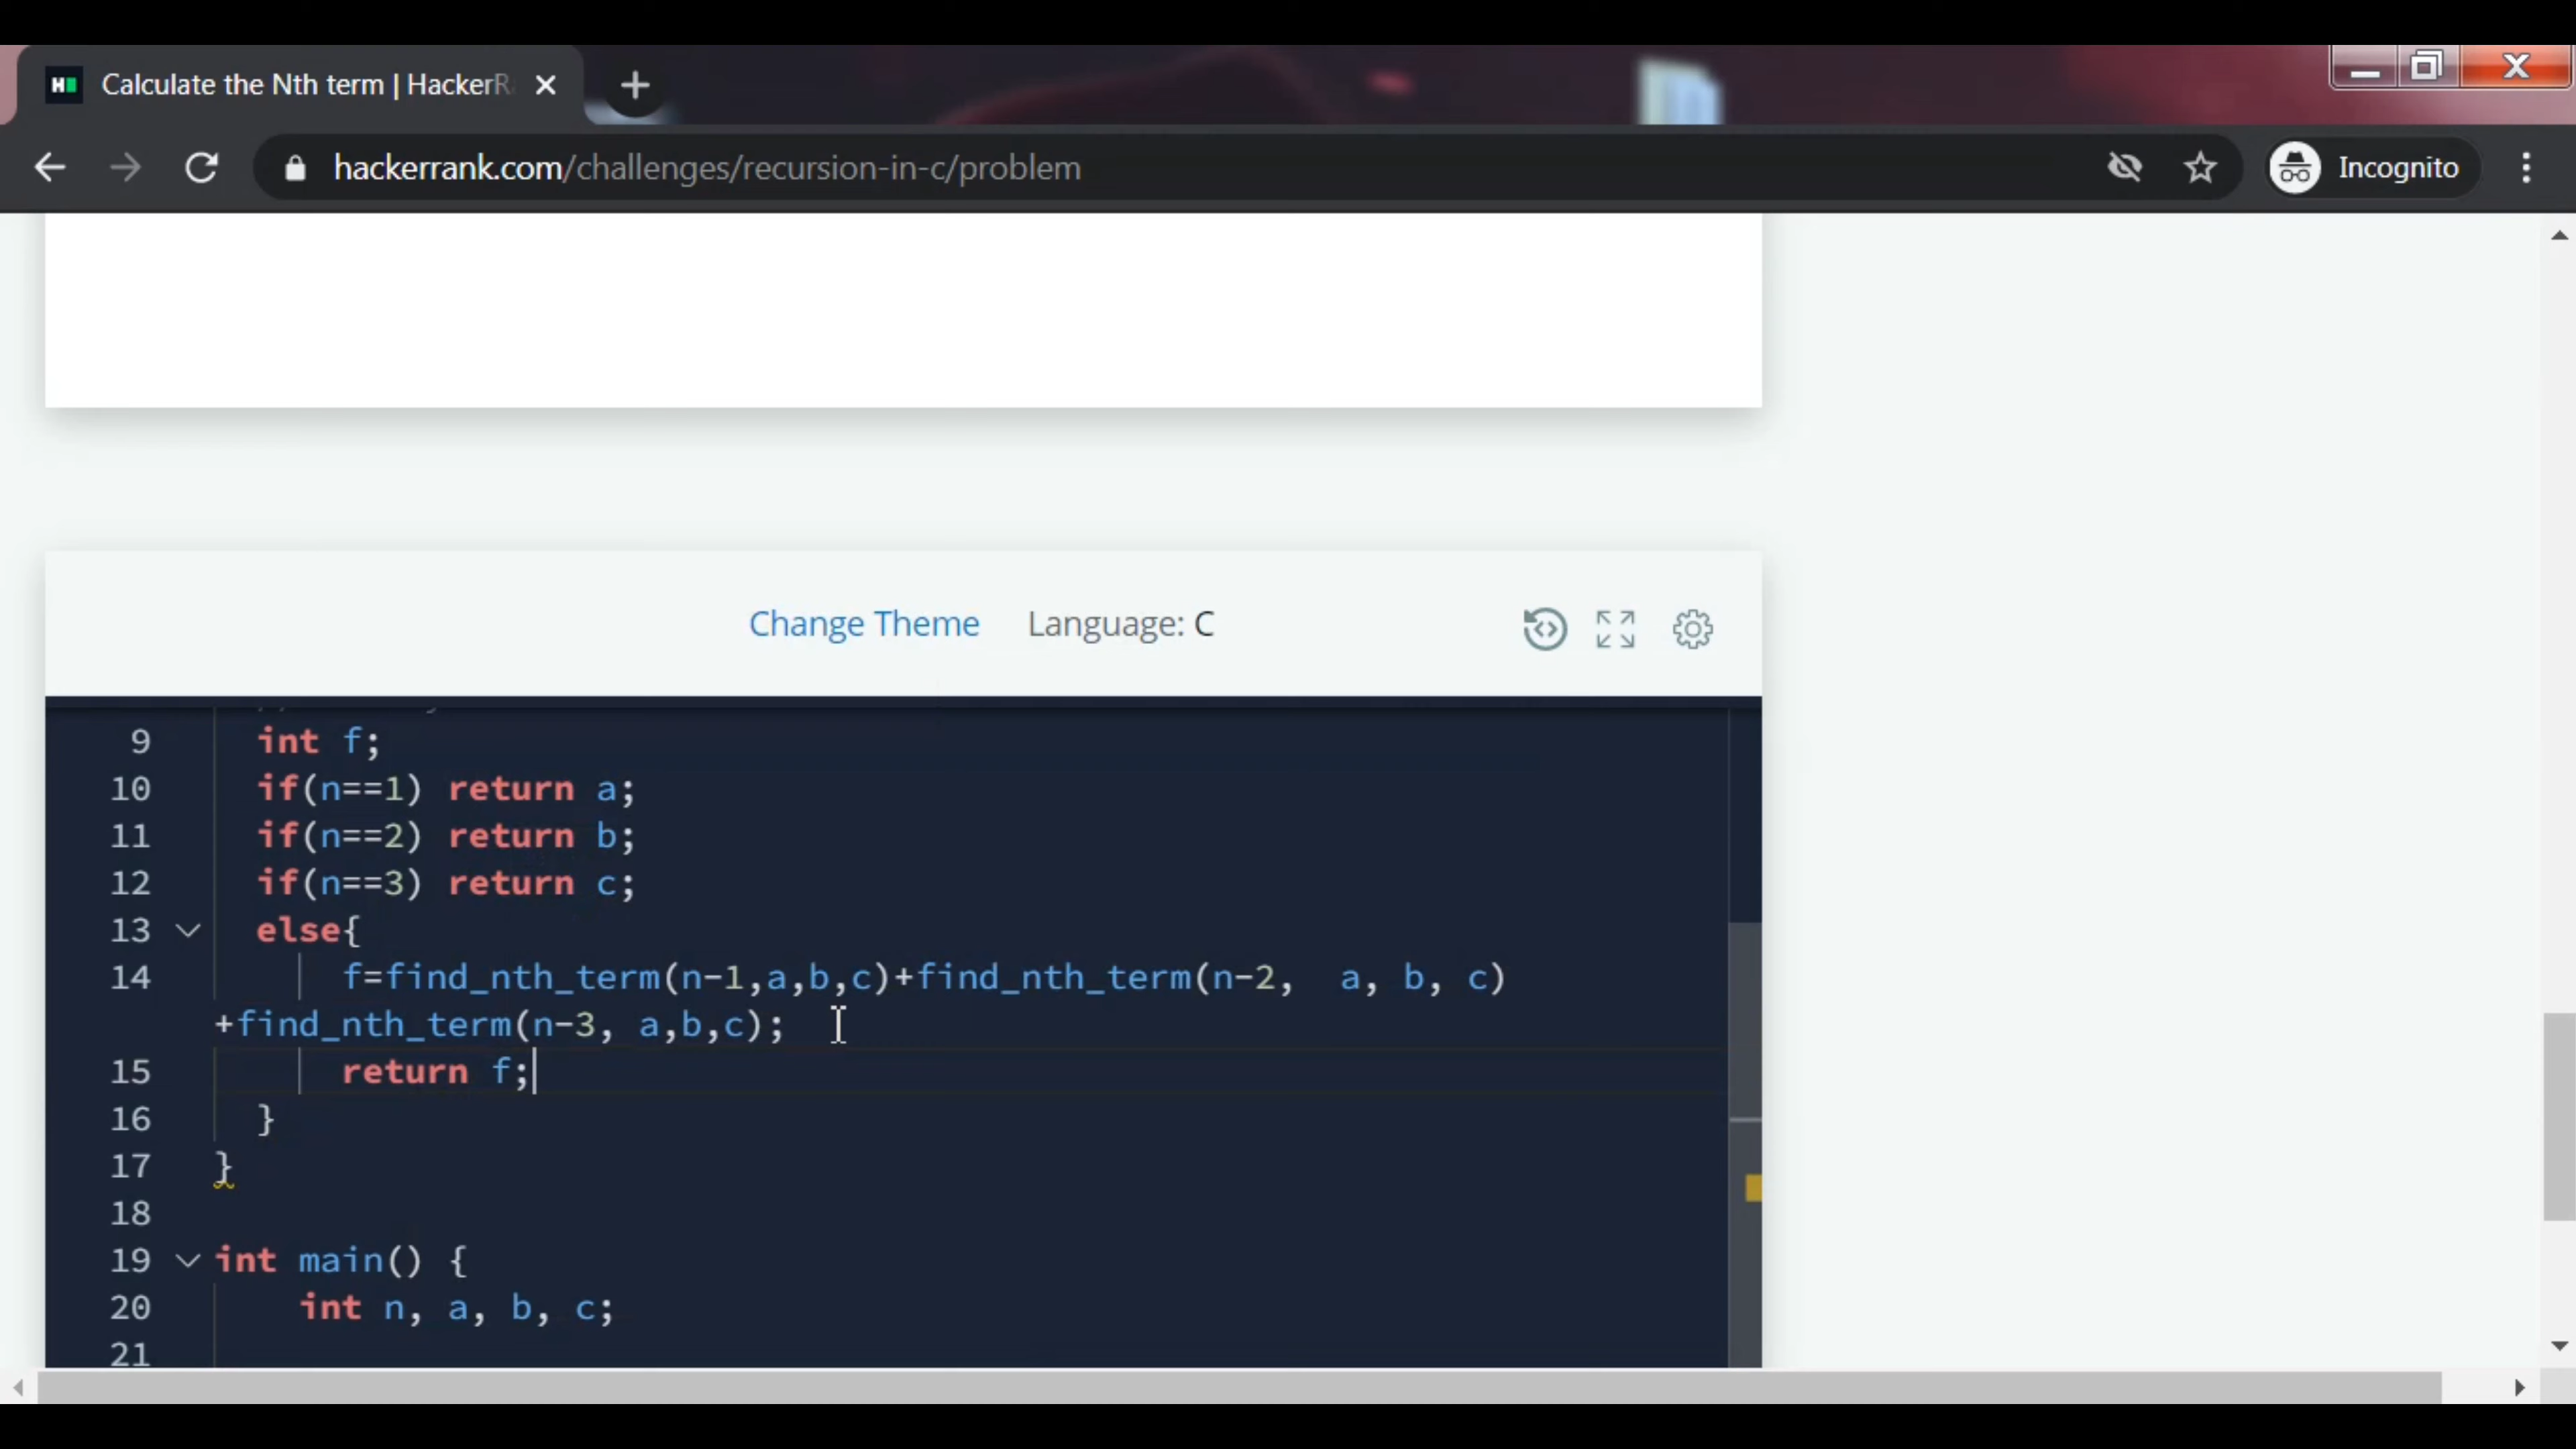 Calculate the Nth term | HackerR
hackerrank.com/challenges/recursion-in-c/problem
Incognito
Change Theme Language: C
9 int f;
10 if(n==1) return a;
11 if(n==2) return b;
12 if(n==3) return c;
13 else{
14 f=find_nth_term(n-1,a,b,c)+find_nth_term(n-2,  a, b, c)
+find_nth_term(n-3, a,b,c);
15 return f;
16 }
17 }
18
19 int main() {
20 int n, a, b, c;
21